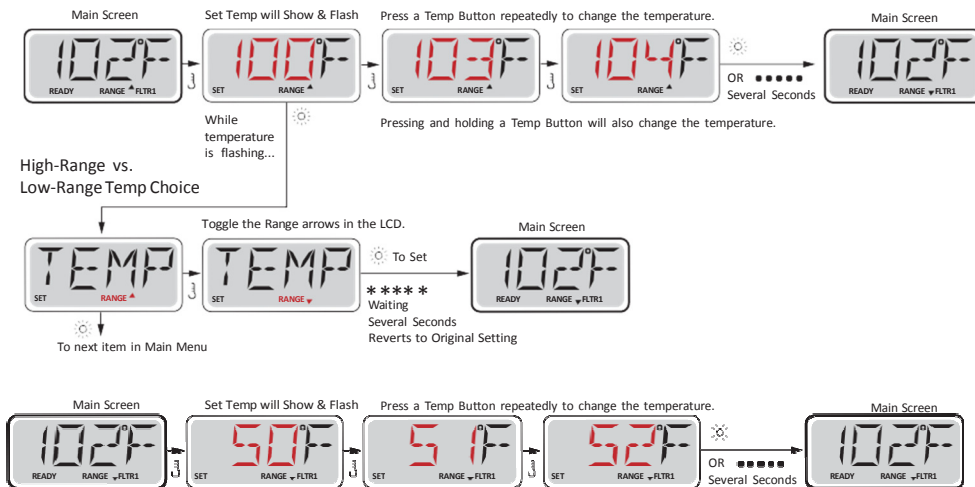 Main Screen
Set Temp will Show & Flash
Press a Temp Button repeatedly to change the temperature.
Main Screen
102°F
READY RANGE FLTR1
100°F
SET RANGE
103°F
SET RANGE
104°F
SET RANGE
OR
Several Seconds
102°F
READY RANGE FLTR1
While
temperature
is flashing...
Pressing and holding a Temp Button will also change the temperature.
High-Range vs.
Low-Range Temp Choice
Toggle the Range arrows in the LCD.
Main Screen
TEMP
SET RANGE
TEMP
SET RANGE
To Set
*****
Waiting
Several Seconds
Reverts to Original Setting
102°F
READY RANGE FLTR1
To next item in Main Menu
Main Screen
Set Temp will Show & Flash
Press a Temp Button repeatedly to change the temperature.
Main Screen
102°F
READY RANGE FLTR1
50°F
SET RANGE FLTR1
51°F
SET RANGE FLTR1
52°F
SET RANGE FLTR1
OR
Several Seconds
102°F
READY RANGE FLTR1